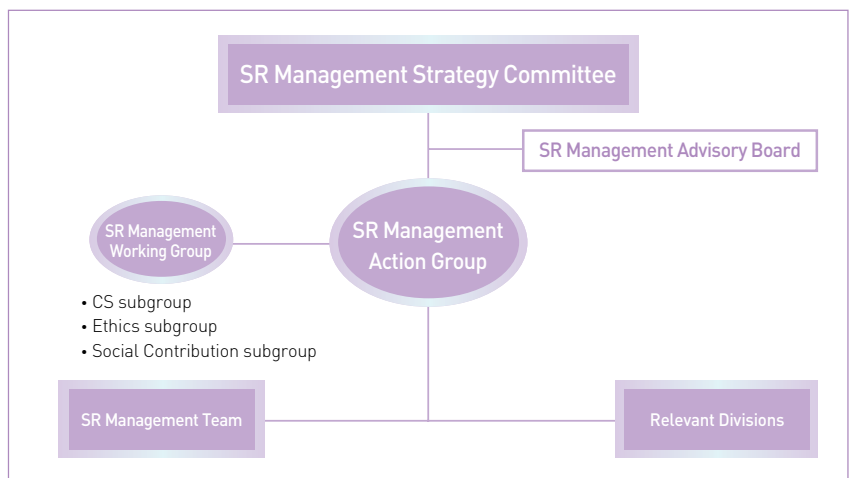 SR Management Strategy Committee
SR Management Advisory Board
SR Management
Working Group
SR Management
Action Group
• CS subgroup
• Ethics subgroup
• Social Contribution subgroup
SR Management Team
Relevant Divisions